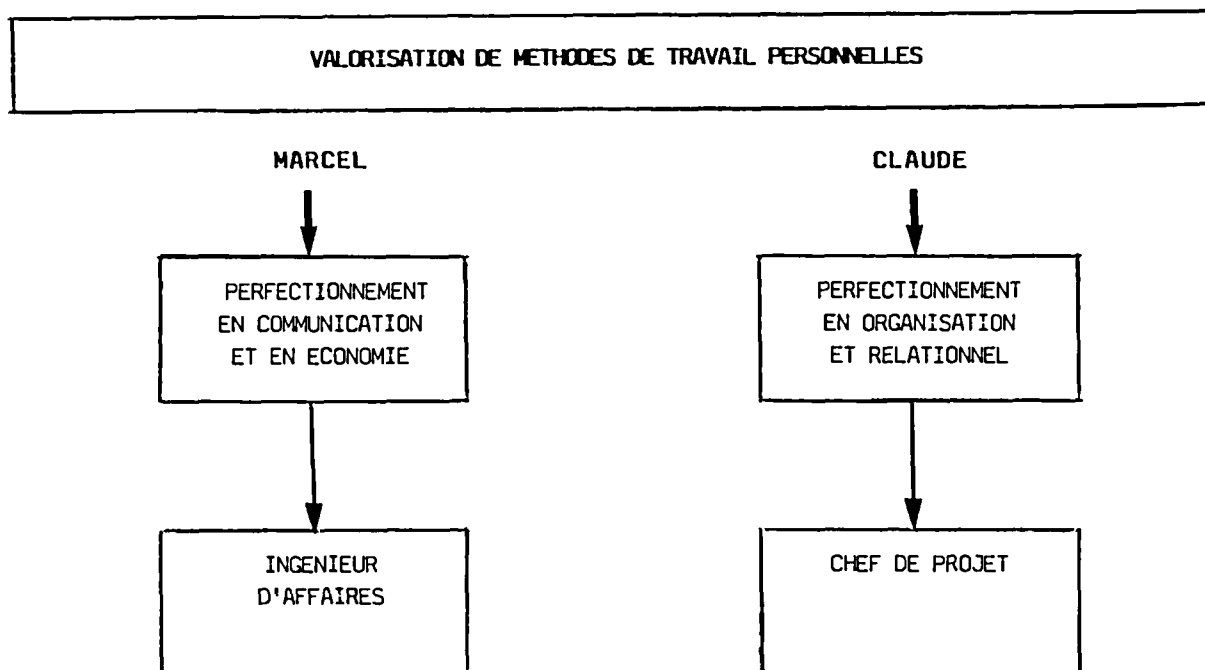 VALORISATION DE METHODES DE TRAVAIL PERSONNELLES
MARCEL
CLAUDE
PERFECTIONNEMENT
EN COMMUNICATION
ET EN ECONOMIE
PERFECTIONNEMENT
EN ORGANISATION
ET RELATIONNEL
INGENIEUR
D'AFFAIRES
CHEF DE PROJET